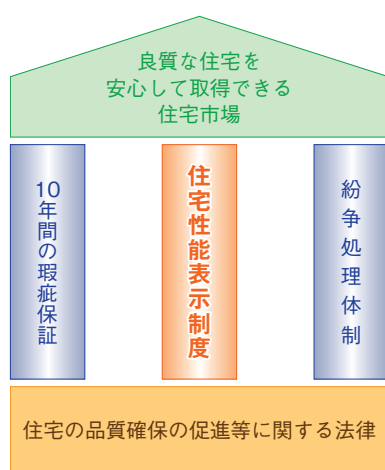 良質な住宅を
安心して取得できる
住宅市場
10年間の瑕疵保証
住宅性能表示制度
紛争処理体制
住宅の品質確保の促進等に関する法律